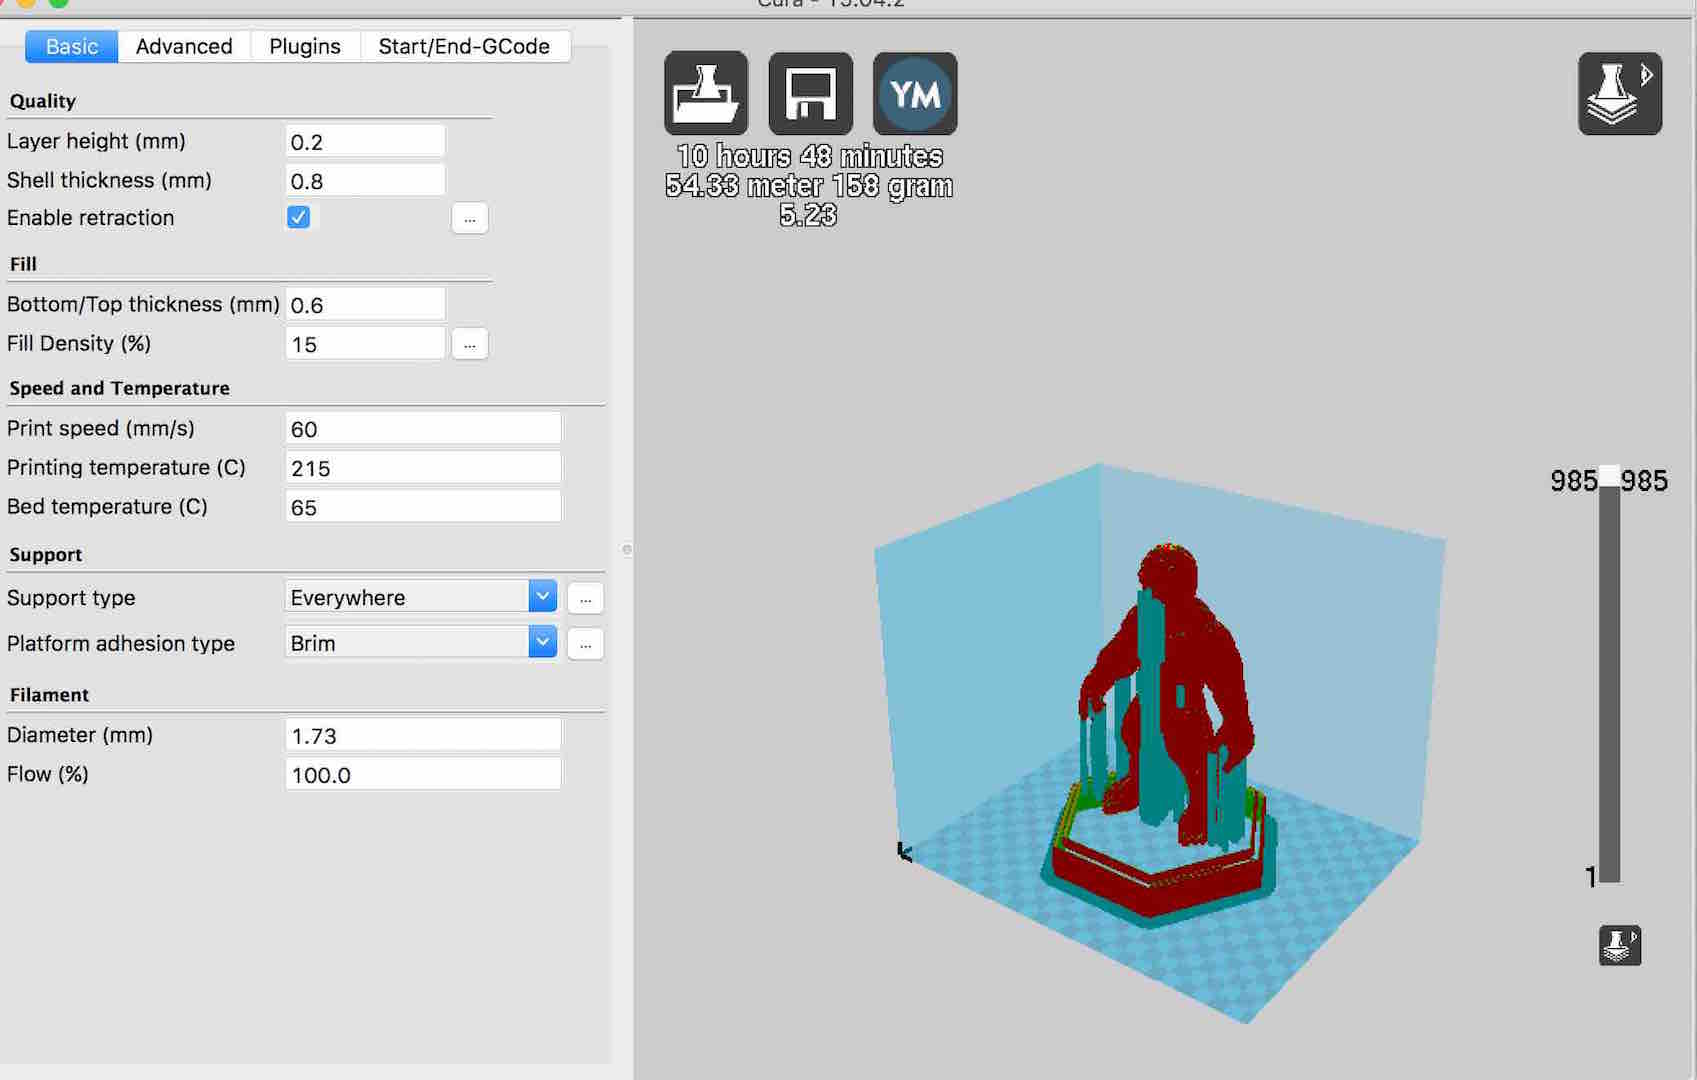 Cura - 15.04.2
Basic Advanced Plugins Start/End-GCode
Quality
Layer height (mm) 0.2
Shell thickness (mm) 0.8
Enable retraction ...
Fill
Bottom/Top thickness (mm) 0.6
Fill Density (%) 15 ...
Speed and Temperature
Print speed (mm/s) 60
Printing temperature (C) 215
Bed temperature (C) 65
Support
Support type Everywhere ...
Platform adhesion type Brim ...
Filament
Diameter (mm) 1.73
Flow (%) 100.0
YM
10 hours 48 minutes
54.33 meter 158 gram
5.23
985 985
1